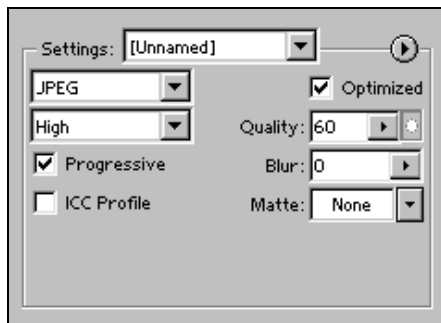 Settings: [Unnamed]
JPEG Optimized
High Quality: 60
Progressive Blur: 0
ICC Profile Matte: None